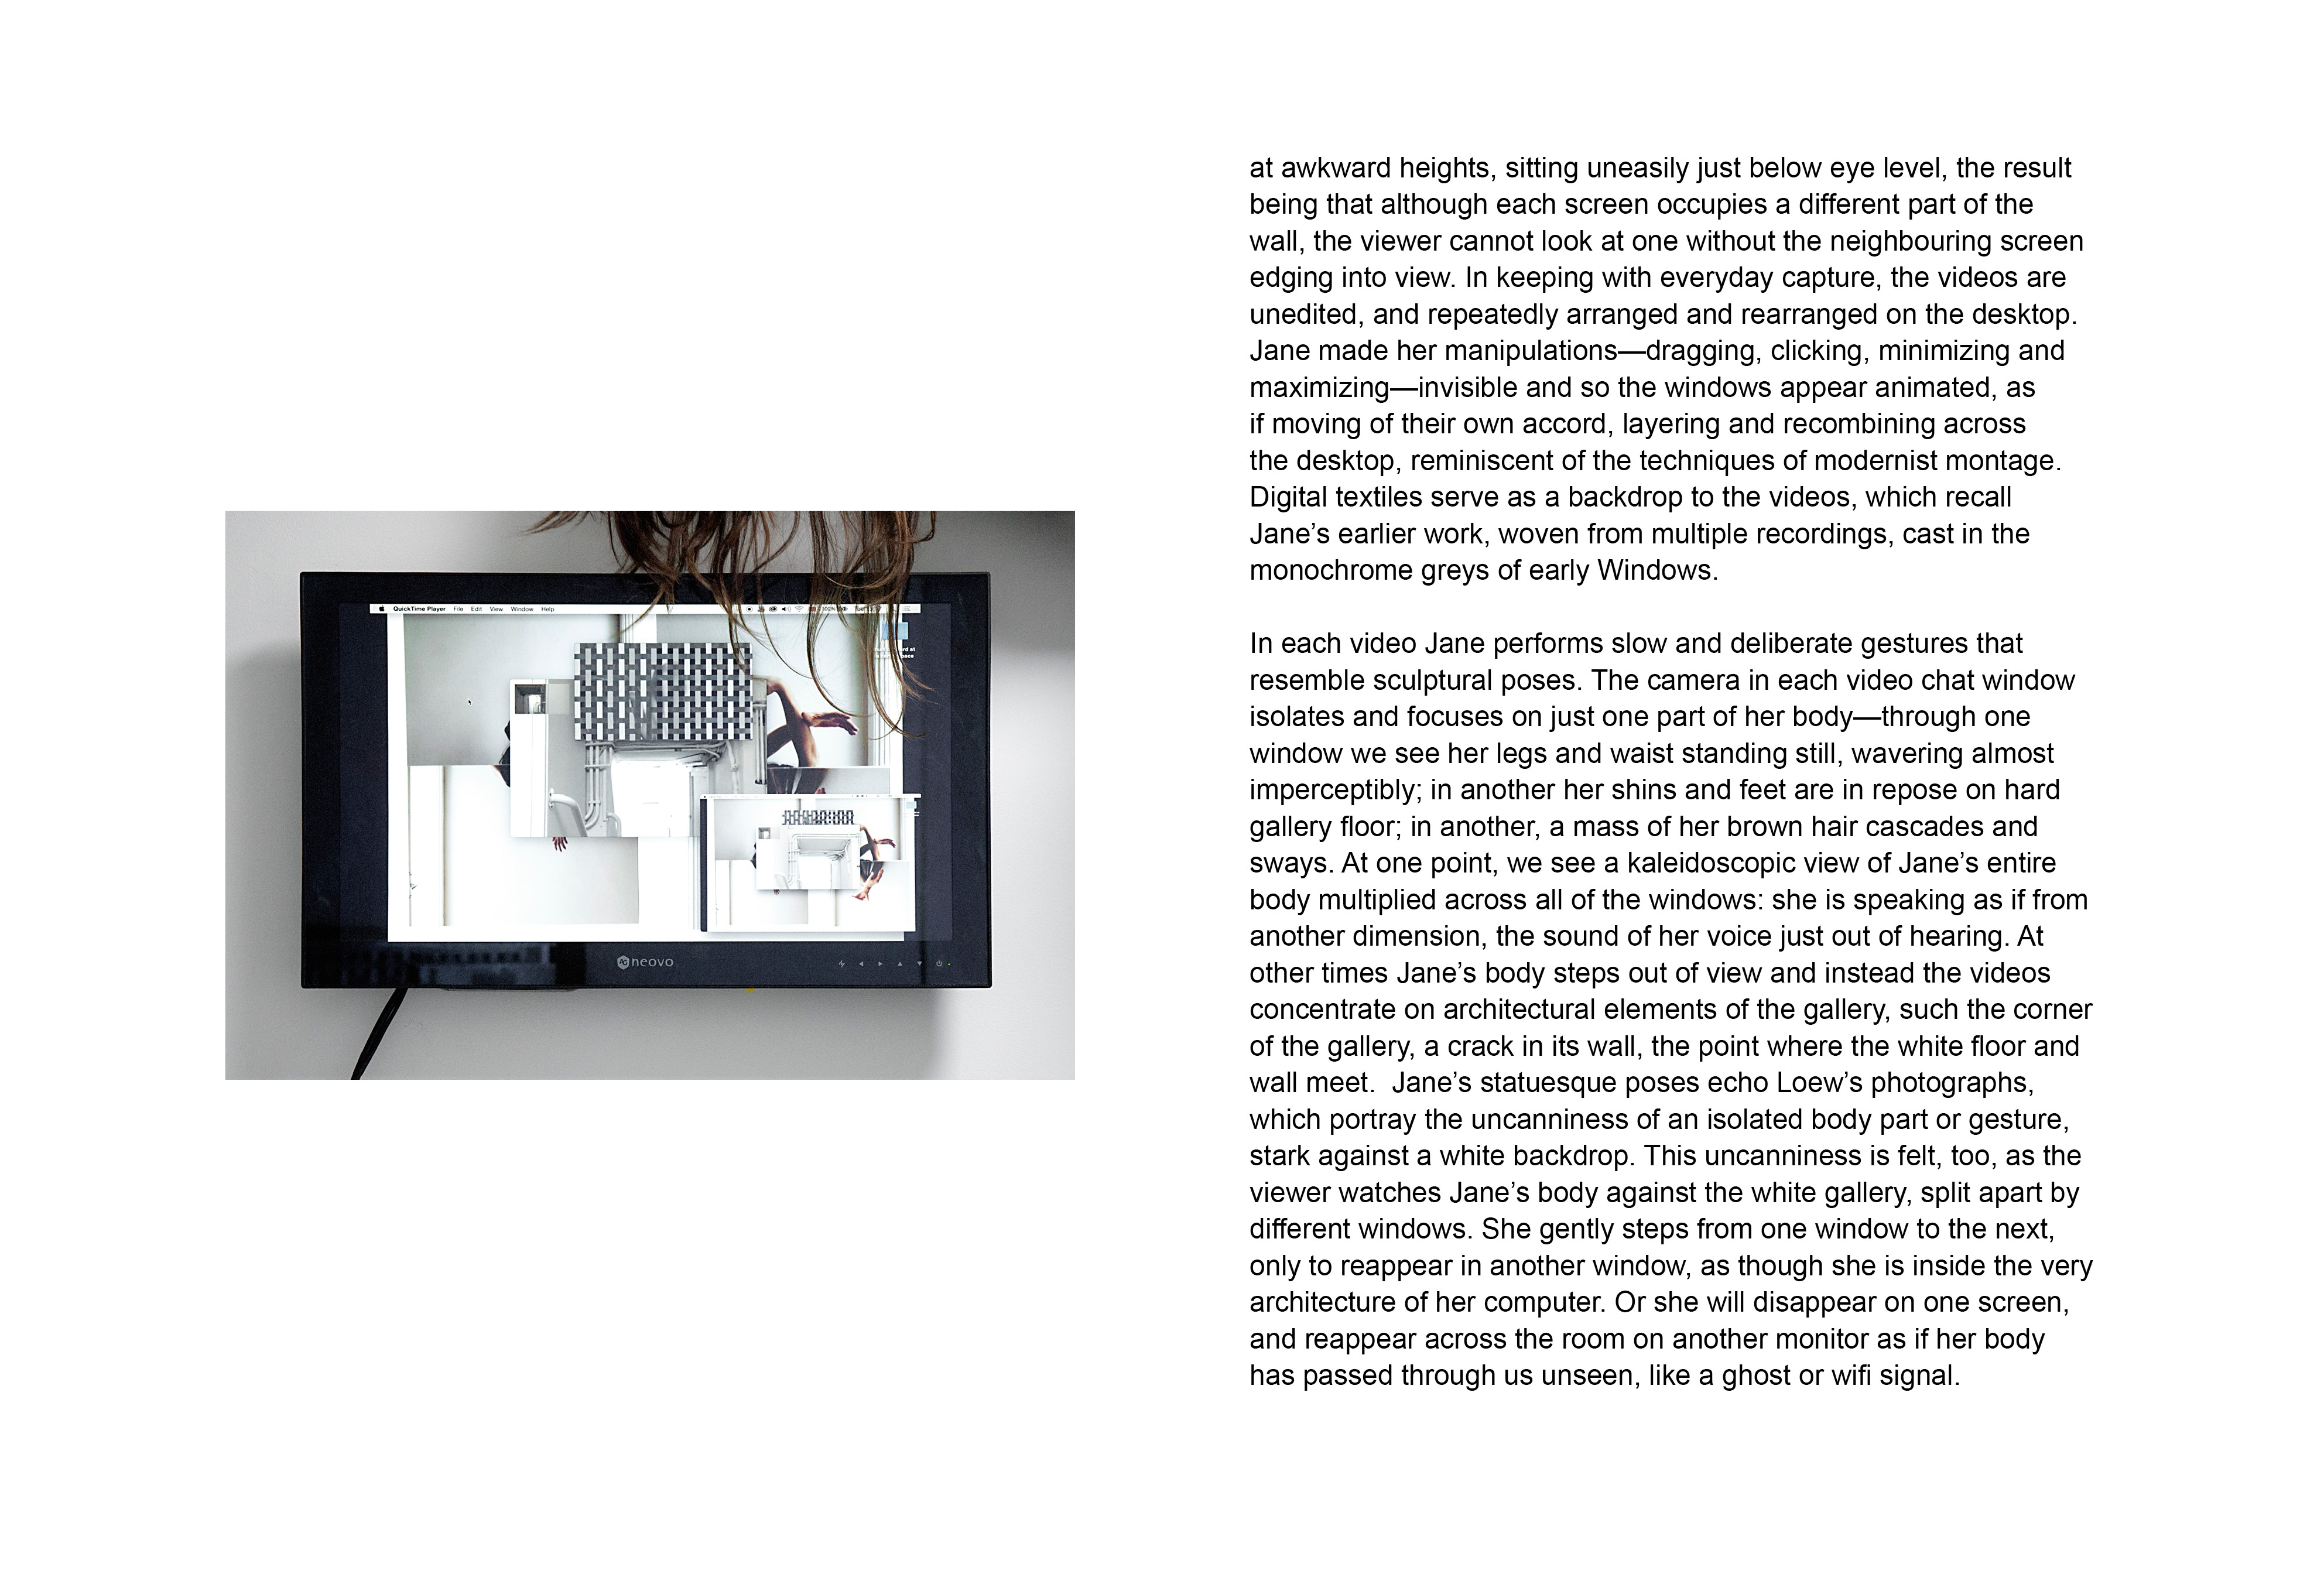 QuickTime Player File Edit View Window Help
neovo
at awkward heights, sitting uneasily just below eye level, the result
being that although each screen occupies a different part of the
wall, the viewer cannot look at one without the neighbouring screen
edging into view. In keeping with everyday capture, the videos are
unedited, and repeatedly arranged and rearranged on the desktop.
Jane made her manipulations—dragging, clicking, minimizing and
maximizing—invisible and so the windows appear animated, as
if moving of their own accord, layering and recombining across
the desktop, reminiscent of the techniques of modernist montage.
Digital textiles serve as a backdrop to the videos, which recall
Jane’s earlier work, woven from multiple recordings, cast in the
monochrome greys of early Windows.
In each video Jane performs slow and deliberate gestures that
resemble sculptural poses. The camera in each video chat window
isolates and focuses on just one part of her body—through one
window we see her legs and waist standing still, wavering almost
imperceptibly; in another her shins and feet are in repose on hard
gallery floor; in another, a mass of her brown hair cascades and
sways. At one point, we see a kaleidoscopic view of Jane’s entire
body multiplied across all of the windows: she is speaking as if from
another dimension, the sound of her voice just out of hearing. At
other times Jane’s body steps out of view and instead the videos
concentrate on architectural elements of the gallery, such the corner
of the gallery, a crack in its wall, the point where the white floor and
wall meet.  Jane’s statuesque poses echo Loew’s photographs,
which portray the uncanniness of an isolated body part or gesture,
stark against a white backdrop. This uncanniness is felt, too, as the
viewer watches Jane’s body against the white gallery, split apart by
different windows. She gently steps from one window to the next,
only to reappear in another window, as though she is inside the very
architecture of her computer. Or she will disappear on one screen,
and reappear across the room on another monitor as if her body
has passed through us unseen, like a ghost or wifi signal.